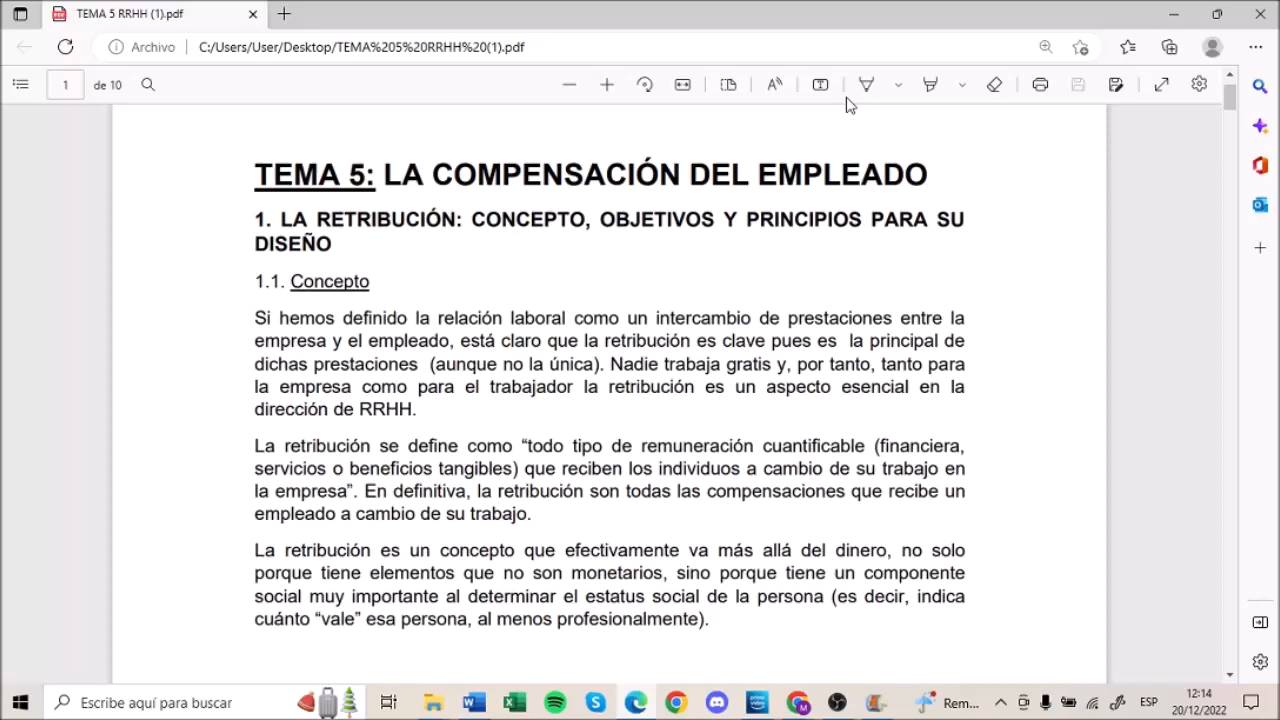 TEMA 5 RRHH (1).pdf
Archivo
C:/Users/User/Desktop/TEMA%205%20RRHH%20(1).pdf
1 de 10
TEMA 5: LA COMPENSACIÓN DEL EMPLEADO
1. LA RETRIBUCIÓN: CONCEPTO, OBJETIVOS Y PRINCIPIOS PARA SU
DISEÑO
1.1. Concepto
Si hemos definido la relación laboral como un intercambio de prestaciones entre la
empresa y el empleado, está claro que la retribución es clave pues es la principal de
dichas prestaciones (aunque no la única). Nadie trabaja gratis y, por tanto, tanto para
la empresa como para el trabajador la retribución es un aspecto esencial en la
dirección de RRHH.
La retribución se define como “todo tipo de remuneración cuantificable (financiera,
servicios o beneficios tangibles) que reciben los individuos a cambio de su trabajo en
la empresa”. En definitiva, la retribución son todas las compensaciones que recibe un
empleado a cambio de su trabajo.
La retribución es un concepto que efectivamente va más allá del dinero, no solo
porque tiene elementos que no son monetarios, sino porque tiene un componente
social muy importante al determinar el estatus social de la persona (es decir, indica
cuánto “vale” esa persona, al menos profesionalmente).
Escribe aquí para buscar
Rem...
ESP
12:14
20/12/2022